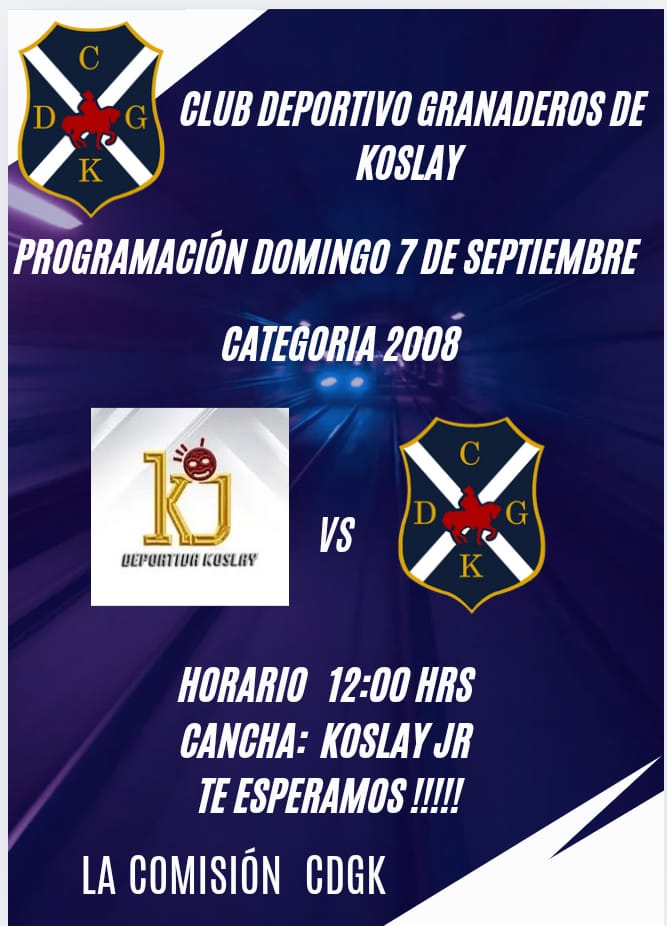 C
D G
K
CLUB DEPORTIVO GRANADEROS DE
KOSLAY
PROGRAMACIÓN DOMINGO 7 DE SEPTIEMBRE
CATEGORIA 2008
KJ
DEPORTIVA KOSLAY
VS
C
D G
K
HORARIO 12:00 HRS
CANCHA: KOSLAY JR
TE ESPERAMOS !!!!!
LA COMISIÓN CDGK